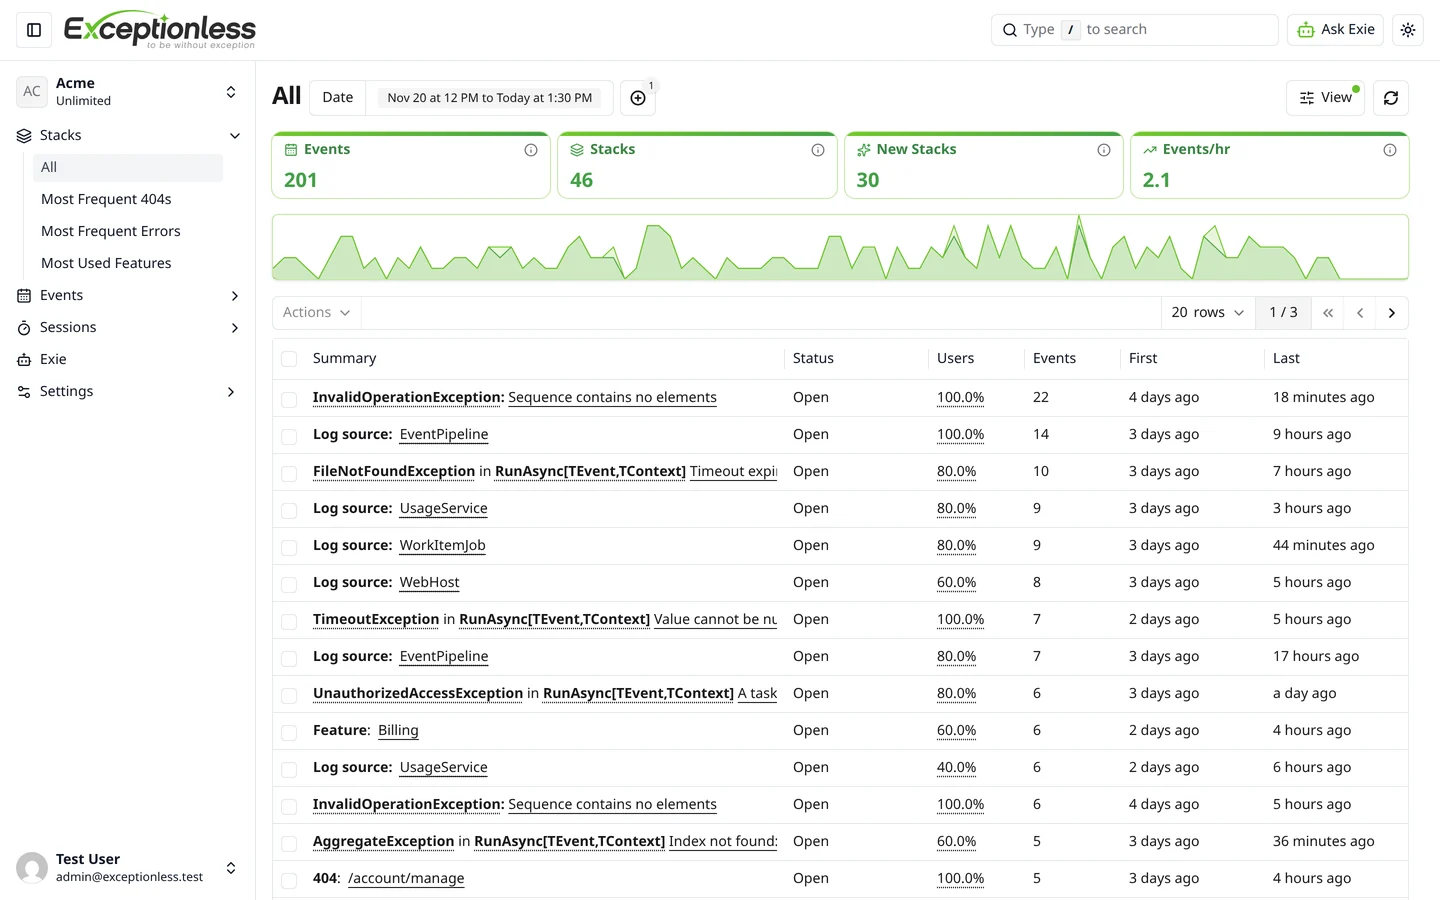 Exceptionless
to be without exception
Type / to search
Ask Exie
AC Acme
Unlimited
Stacks
All
Most Frequent 404s
Most Frequent Errors
Most Used Features
Events
Sessions
Exie
Settings
Test User
admin@exceptionless.test
All Date Nov 20 at 12 PM to Today at 1:30 PM 1 View
Events
201
Stacks
46
New Stacks
30
Events/hr
2.1
Actions 20 rows 1 / 3
Summary Status Users Events First Last
InvalidOperationException: Sequence contains no elements Open 100.0% 22 4 days ago 18 minutes ago
Log source: EventPipeline Open 100.0% 14 3 days ago 9 hours ago
FileNotFoundException in RunAsync[TEvent,TContext] Timeout expir Open 80.0% 10 3 days ago 7 hours ago
Log source: UsageService Open 80.0% 9 3 days ago 3 hours ago
Log source: WorkItemJob Open 80.0% 9 3 days ago 44 minutes ago
Log source: WebHost Open 60.0% 8 3 days ago 5 hours ago
TimeoutException in RunAsync[TEvent,TContext] Value cannot be nu Open 100.0% 7 2 days ago 5 hours ago
Log source: EventPipeline Open 80.0% 7 3 days ago 17 hours ago
UnauthorizedAccessException in RunAsync[TEvent,TContext] A task Open 80.0% 6 3 days ago a day ago
Feature: Billing Open 60.0% 6 2 days ago 4 hours ago
Log source: UsageService Open 40.0% 6 2 days ago 6 hours ago
InvalidOperationException: Sequence contains no elements Open 100.0% 6 4 days ago 5 hours ago
AggregateException in RunAsync[TEvent,TContext] Index not found: Open 60.0% 5 3 days ago 36 minutes ago
404: /account/manage Open 100.0% 5 3 days ago 4 hours ago